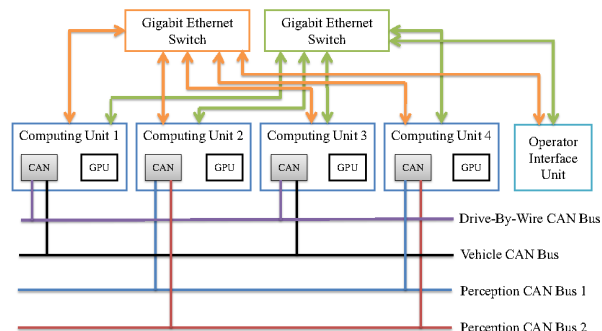 Gigabit Ethernet
Switch
Gigabit Ethernet
Switch
Computing Unit 1
CAN
GPU
Computing Unit 2
CAN
GPU
Computing Unit 3
CAN
GPU
Computing Unit 4
CAN
GPU
Operator
Interface
Unit
Drive-By-Wire CAN Bus
Vehicle CAN Bus
Perception CAN Bus 1
Perception CAN Bus 2